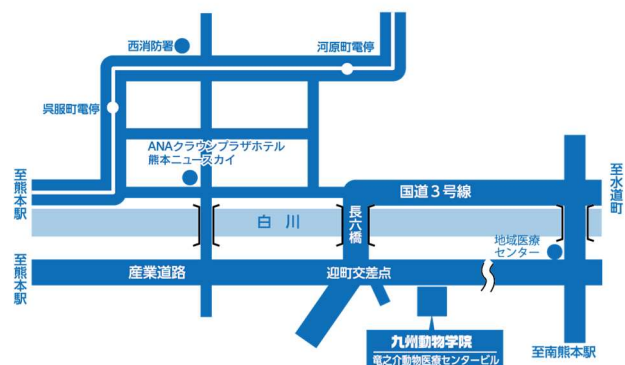 西消防署
河原町電停
呉服町電停
ANAクラウンプラザホテル
熊本ニュースカイ
至熊本駅
国道3号線
至水道町
白川
長六橋
地域医療
センター
至熊本駅
産業道路
迎町交差点
九州動物学院
竜之介動物医療センタービル
至南熊本駅